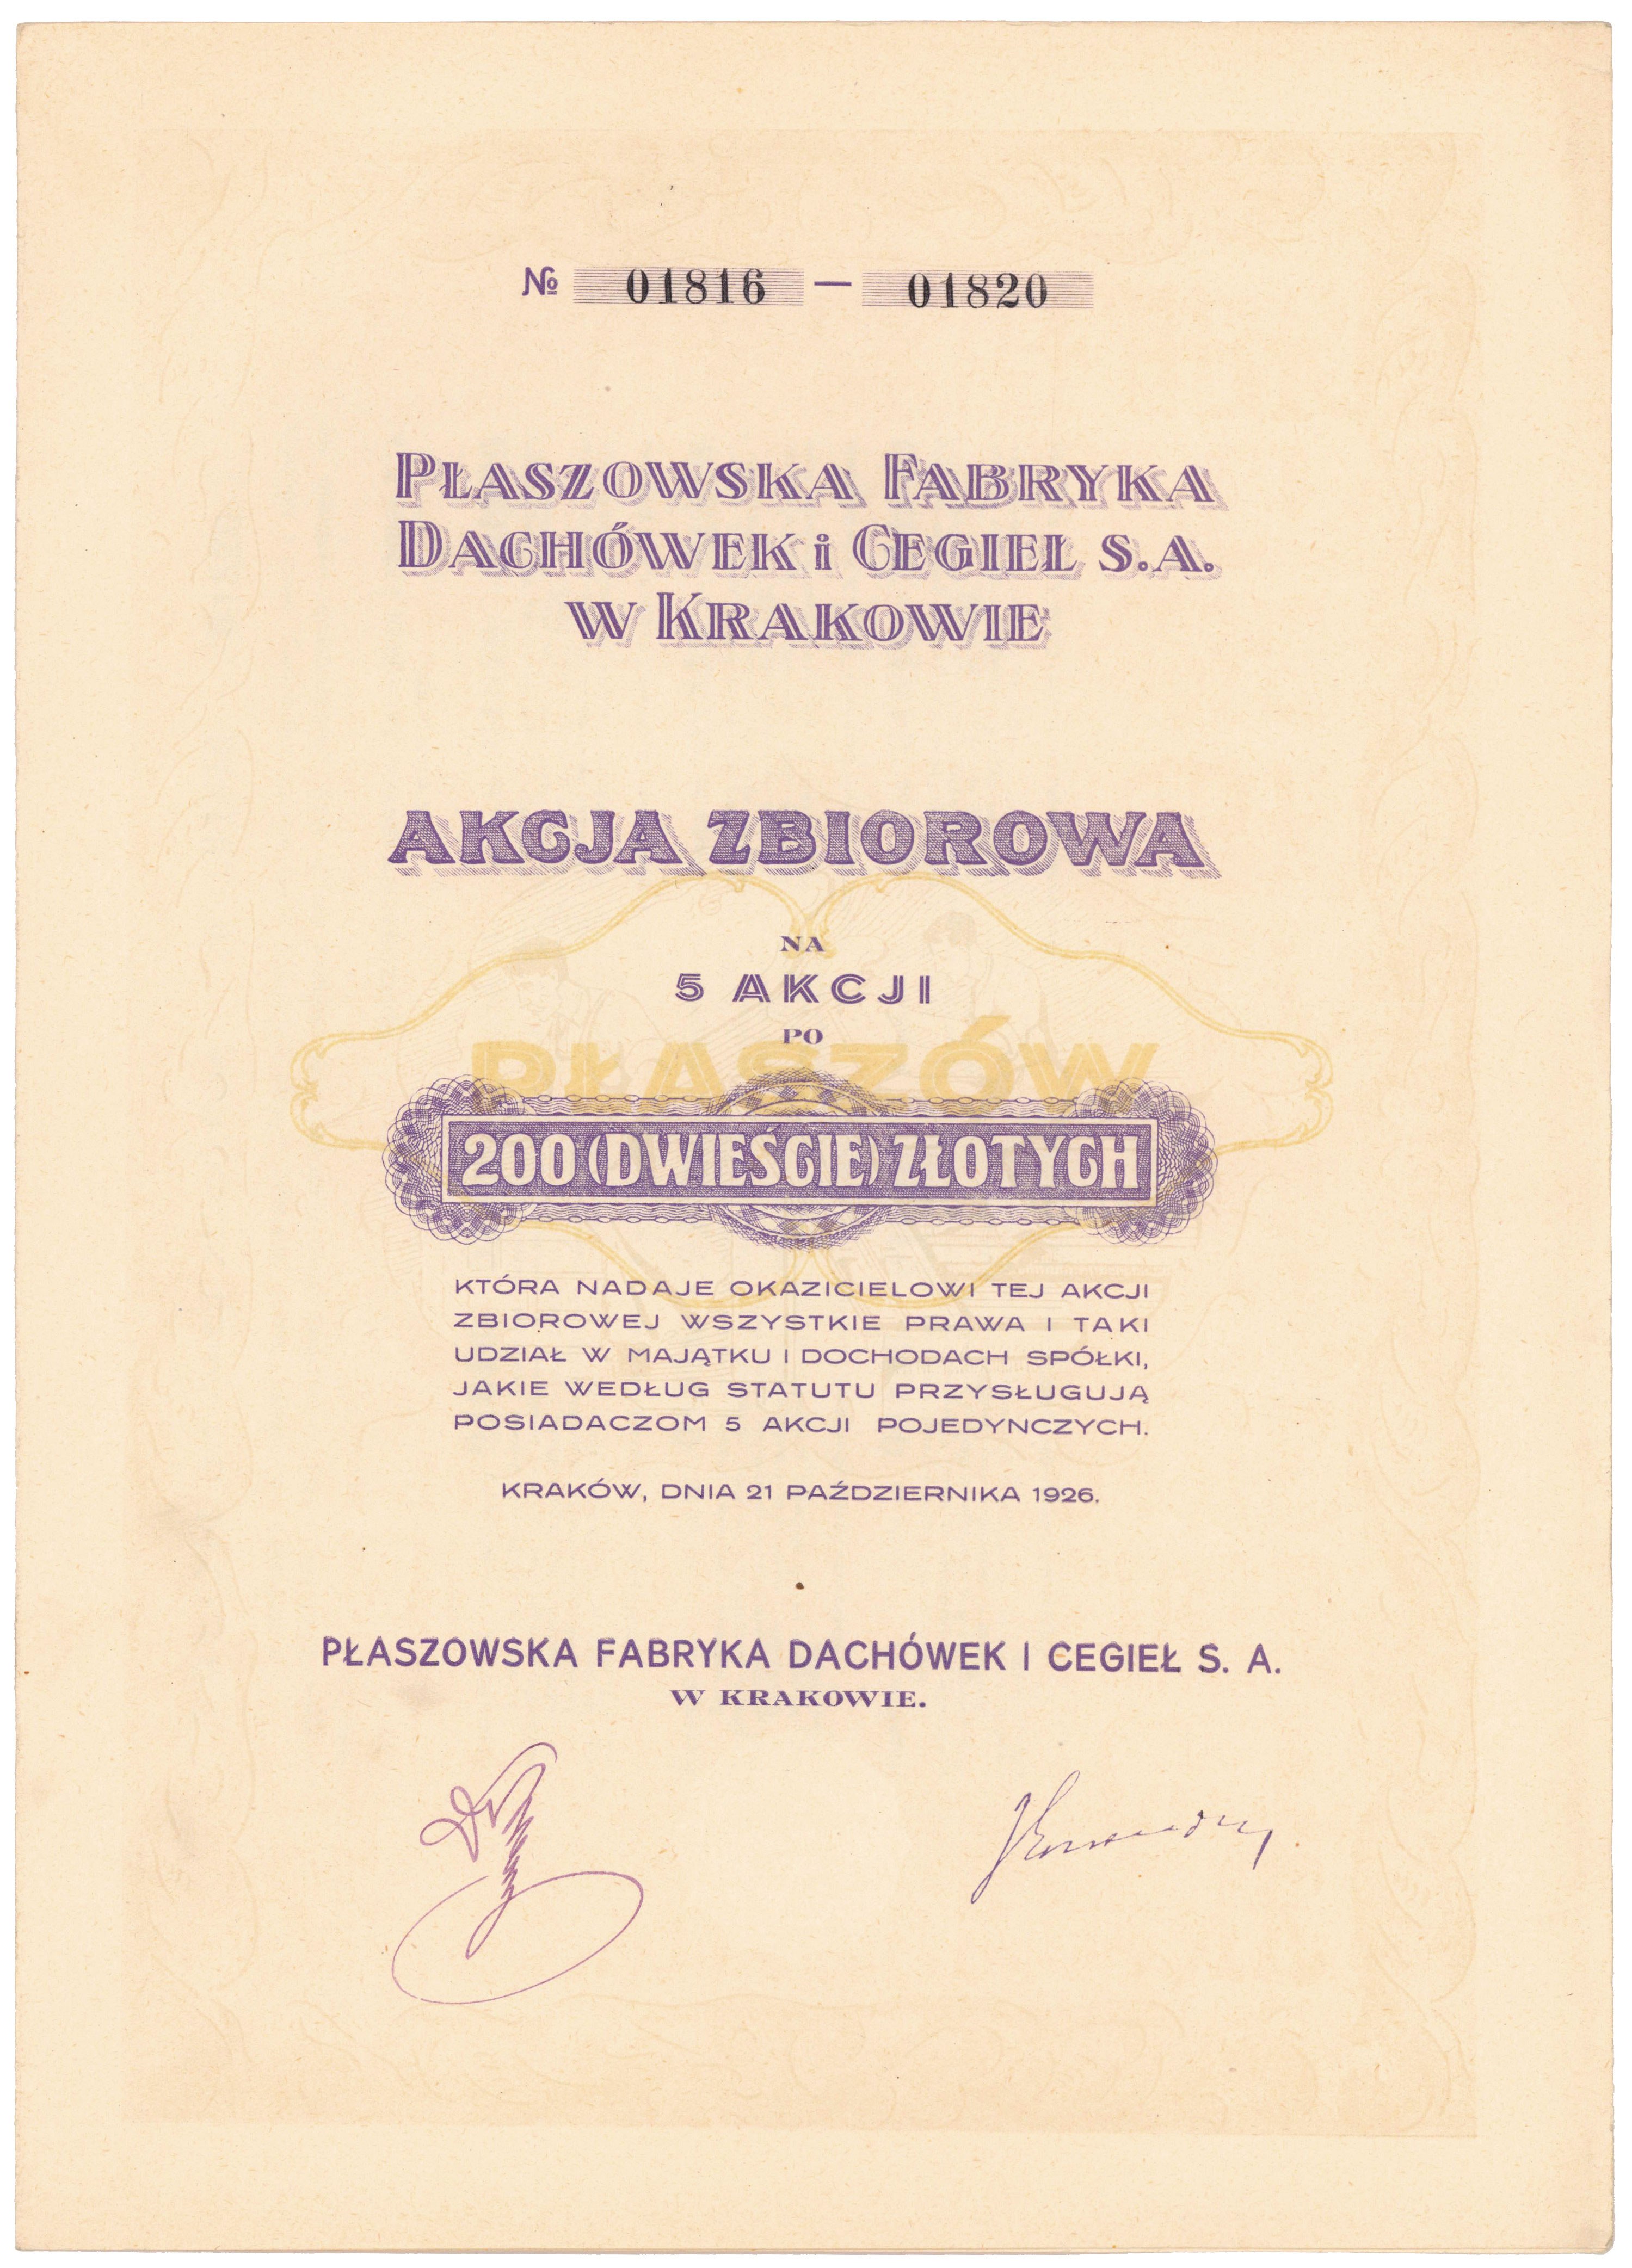 № 01816 — 01820
PŁASZOWSKA FABRYKA
DACHÓWEK i CEGIEŁ S.A.
W KRAKOWIE
AKCJA ZBIOROWA
NA
5 AKCJI
PO
PŁASZÓW
200 (DWIEŚCIE) ZŁOTYCH
KTÓRA NADAJE OKAZICIELOWI TEJ AKCJI
ZBIOROWEJ WSZYSTKIE PRAWA I TAKI
UDZIAŁ W MAJĄTKU I DOCHODACH SPÓŁKI,
JAKIE WEDŁUG STATUTU PRZYSŁUGUJĄ
POSIADACZOM 5 AKCJI POJEDYNCZYCH.
KRAKÓW, DNIA 21 PAŹDZIERNIKA 1926.
PŁASZOWSKA FABRYKA DACHÓWEK I CEGIEŁ S. A.
W KRAKOWIE.